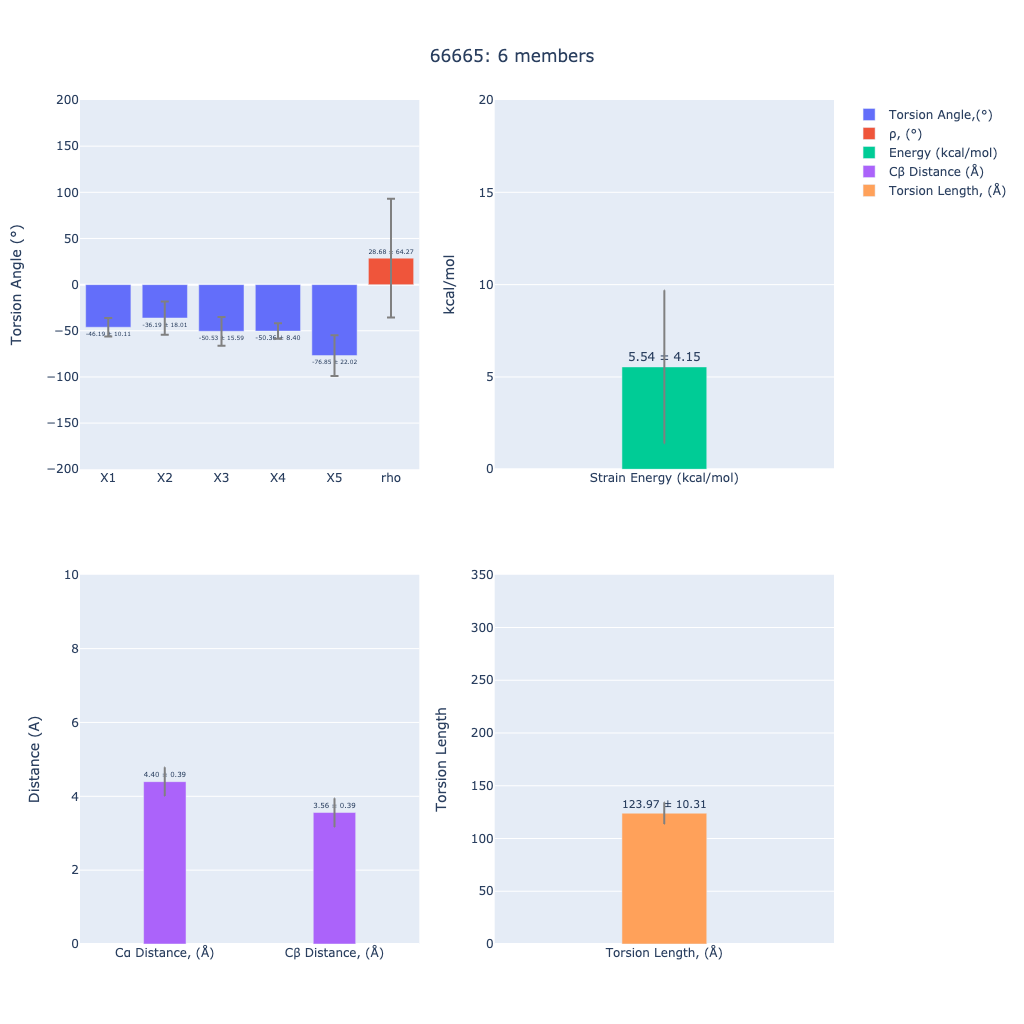 66665: 6 members
Torsion Angle (°)
200
150
100
50
0
−50
−100
−150
−200
-46.19 ± 10.11
-36.19 ± 18.01
-50.53 ± 15.59
-76.85 ± 22.02
28.68 ± 64.27
X1 X2 X3 X4 X5 rho
kcal/mol
20
15
10
5
0
5.54 ± 4.15
Strain Energy (kcal/mol)
Torsion Angle,(°)
ρ, (°)
Energy (kcal/mol)
Cβ Distance (Å)
Torsion Length, (Å)
Distance (A)
10
8
6
4
2
0
4.40 ± 0.39
3.56 ± 0.39
Cα Distance, (Å) Cβ Distance, (Å)
Torsion Length
350
300
250
200
150
100
50
0
123.97 ± 10.31
Torsion Length, (Å)